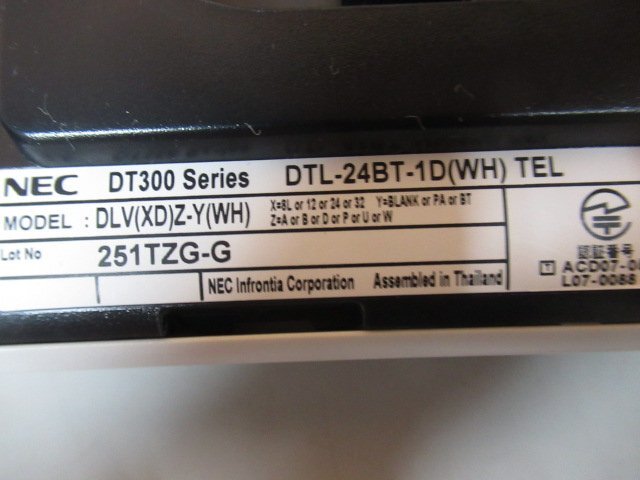 NEC DT300 Series DTL-24BT-1D(WH) TEL
MODEL : DLV(XD)Z-Y(WH) X=8L or 12 or 24 or 32 Y=BLANK or PA or BT
Z=A or B or D or P or U or W
Lot No 251TZG-G
NEC Infrontia Corporation Assembled in Thailand
認証番号
T ACD07-00
L07-0088